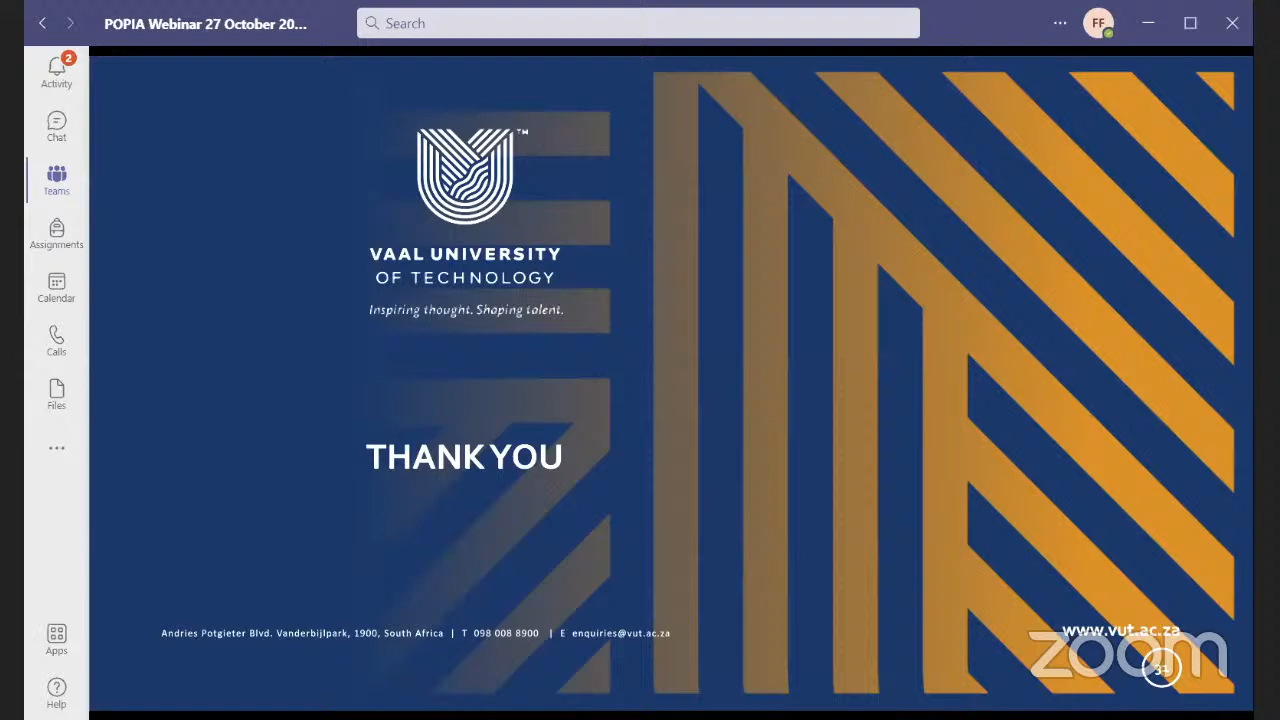 POPIA Webinar 27 October 20...
Search
FF
2
Activity
Chat
Teams
Assignments
Calendar
Calls
Files
Apps
Help
TM
VAAL UNIVERSITY
OF TECHNOLOGY
Inspiring thought. Shaping talent.
THANK YOU
Andries Potgieter Blvd. Vanderbijlpark, 1900, South Africa | T 098 008 8900 | E enquiries@vut.ac.za
www.vut.ac.za
zoom
31